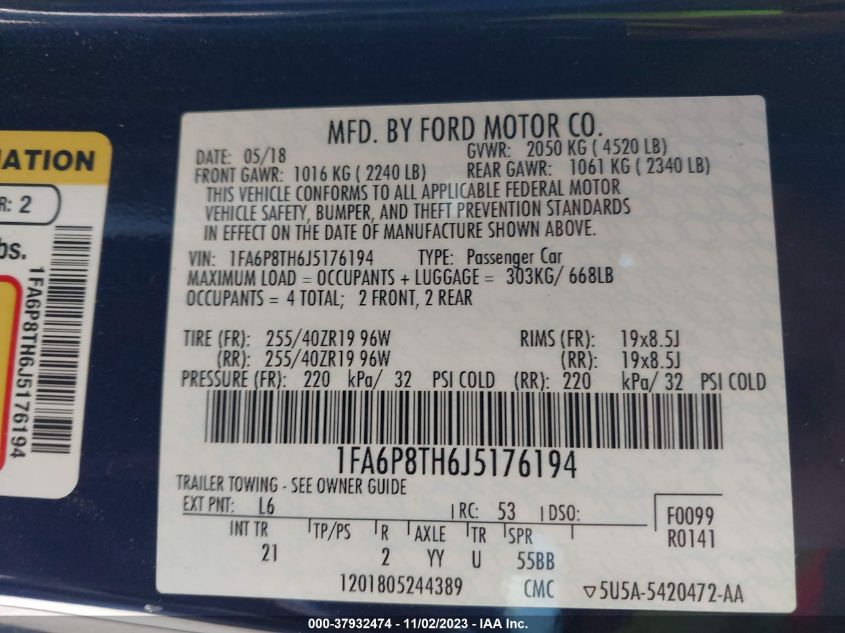 MFD. BY FORD MOTOR CO.
DATE: 05/18 GVWR: 2050 KG ( 4520 LB)
FRONT GAWR: 1016 KG ( 2240 LB) REAR GAWR: 1061 KG ( 2340 LB)
THIS VEHICLE CONFORMS TO ALL APPLICABLE FEDERAL MOTOR
VEHICLE SAFETY, BUMPER, AND THEFT PREVENTION STANDARDS
IN EFFECT ON THE DATE OF MANUFACTURE SHOWN ABOVE.
VIN: 1FA6P8TH6J5176194 TYPE: Passenger Car
MAXIMUM LOAD = OCCUPANTS + LUGGAGE = 303KG/ 668LB
OCCUPANTS = 4 TOTAL; 2 FRONT, 2 REAR
TIRE (FR): 255/40ZR19 96W RIMS (FR): 19x8.5J
(RR): 255/40ZR19 96W (RR): 19x8.5J
PRESSURE (FR): 220 kPa/ 32 PSI COLD (RR): 220 kPa/ 32 PSI COLD
1FA6P8TH6J5176194
TRAILER TOWING - SEE OWNER GUIDE
EXT PNT: L6 RC: 53 DSO: F0099
R0141
INT TR TP/PS R AXLE TR SPR
21 2 YY U 55BB
1201805244389 CMC ▽5U5A-5420472-AA
MATION
R: 2
bs.
1FA6P8TH6J5176194
000-37932474 - 11/02/2023 - IAA Inc.